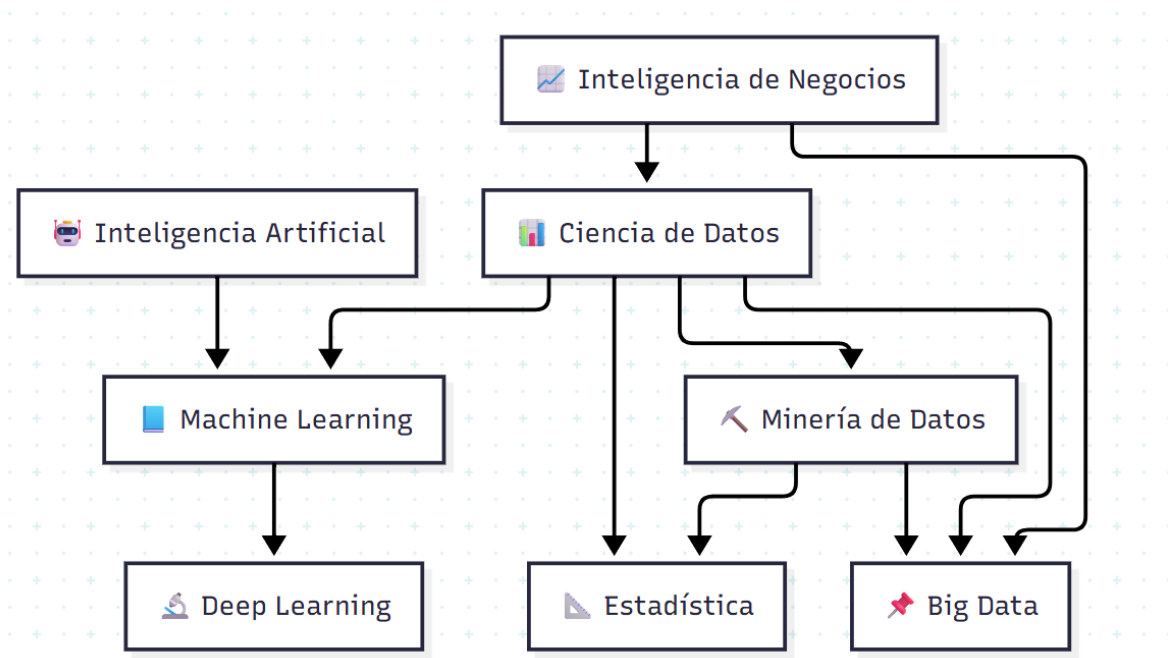 Inteligencia de Negocios
Inteligencia Artificial
Ciencia de Datos
Machine Learning
Minería de Datos
Deep Learning
Estadística
Big Data